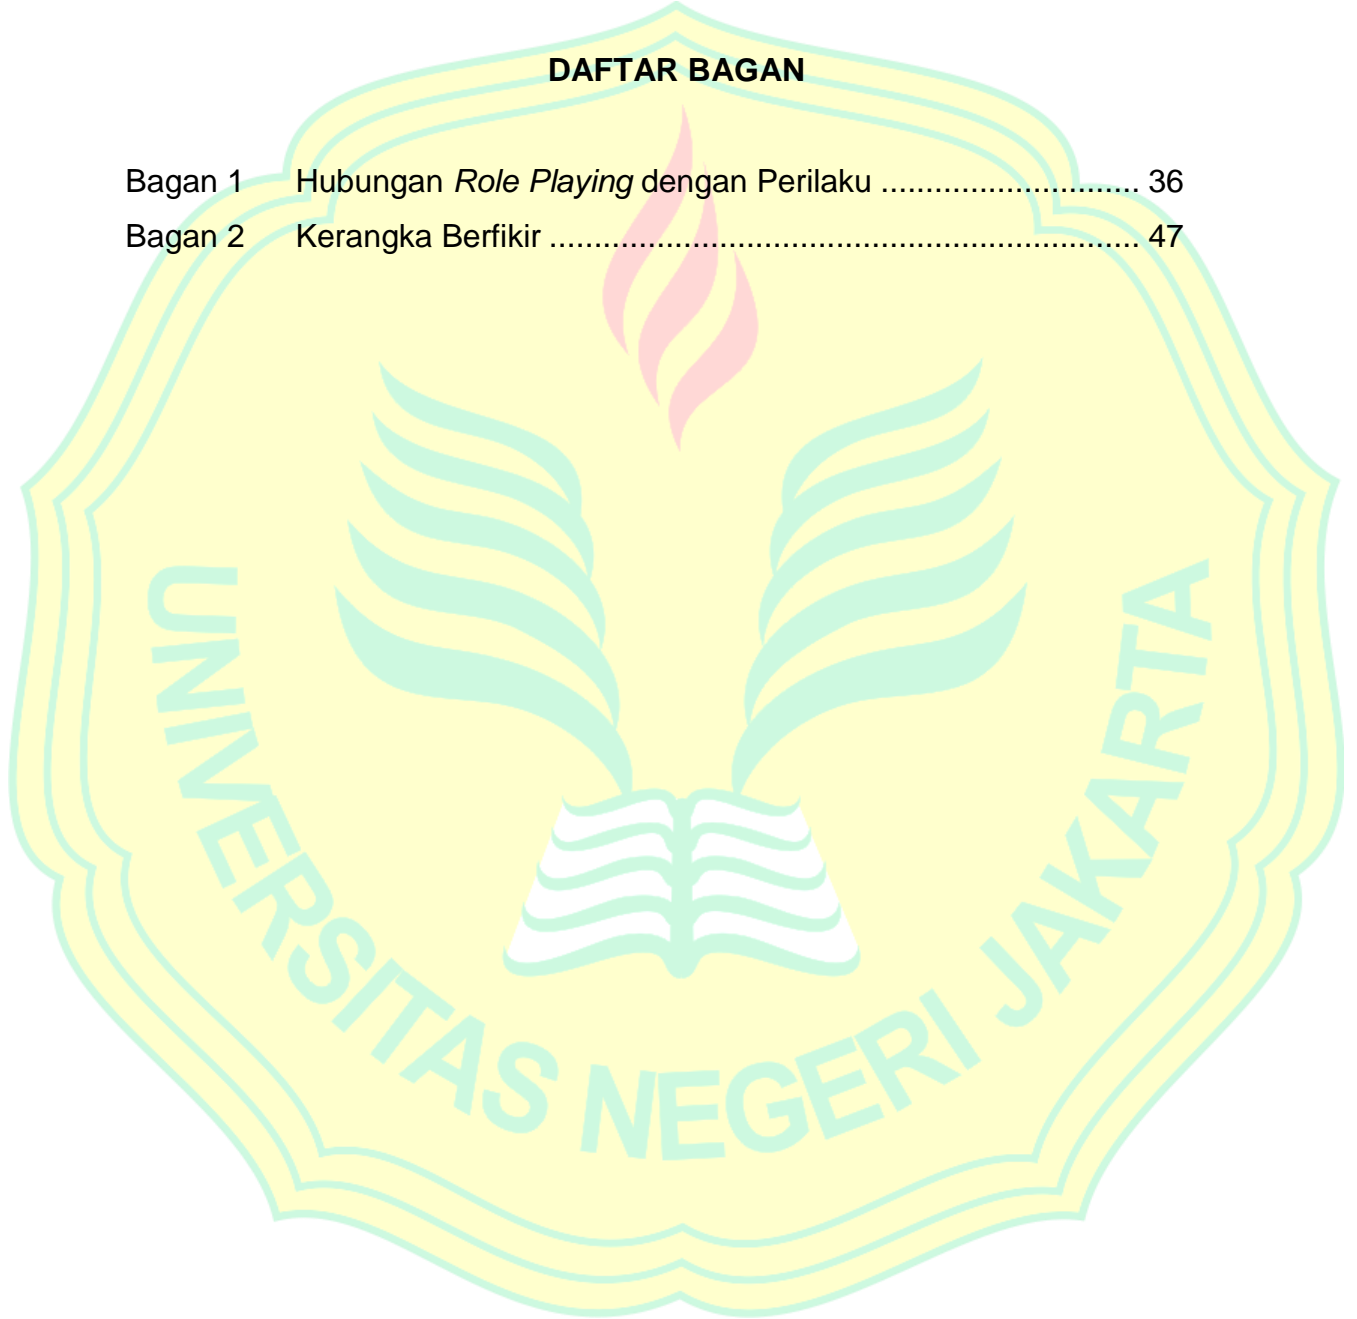 DAFTAR BAGAN
Bagan 1 Hubungan Role Playing dengan Perilaku ............................. 36
Bagan 2 Kerangka Berfikir .................................................................. 47
UNIVERSITAS NEGERI JAKARTA